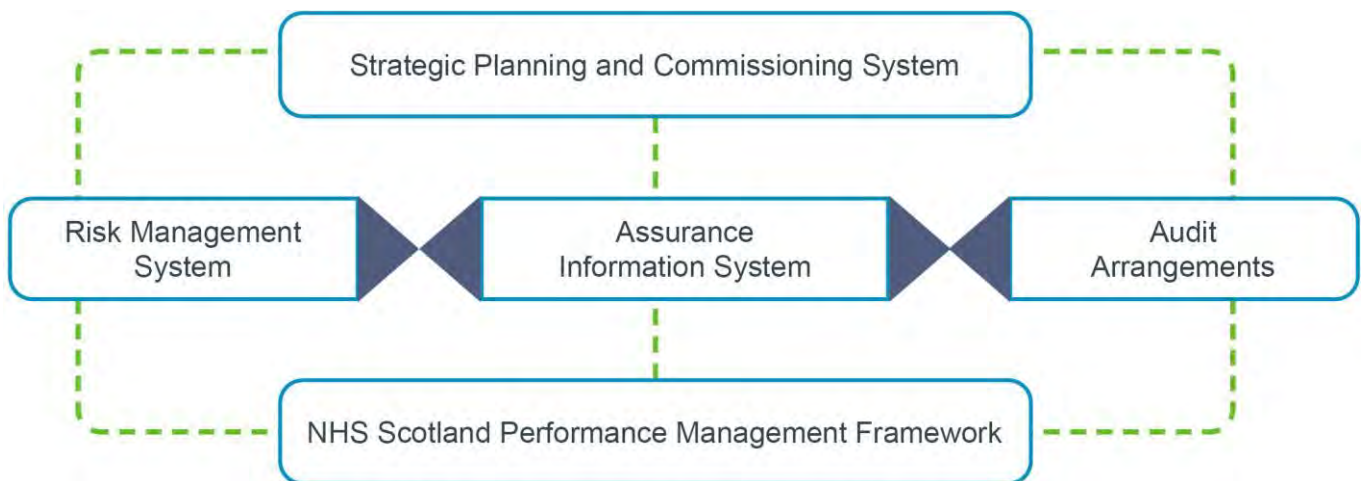 Strategic Planning and Commissioning System
Risk Management
System
Assurance
Information System
Audit
Arrangements
NHS Scotland Performance Management Framework